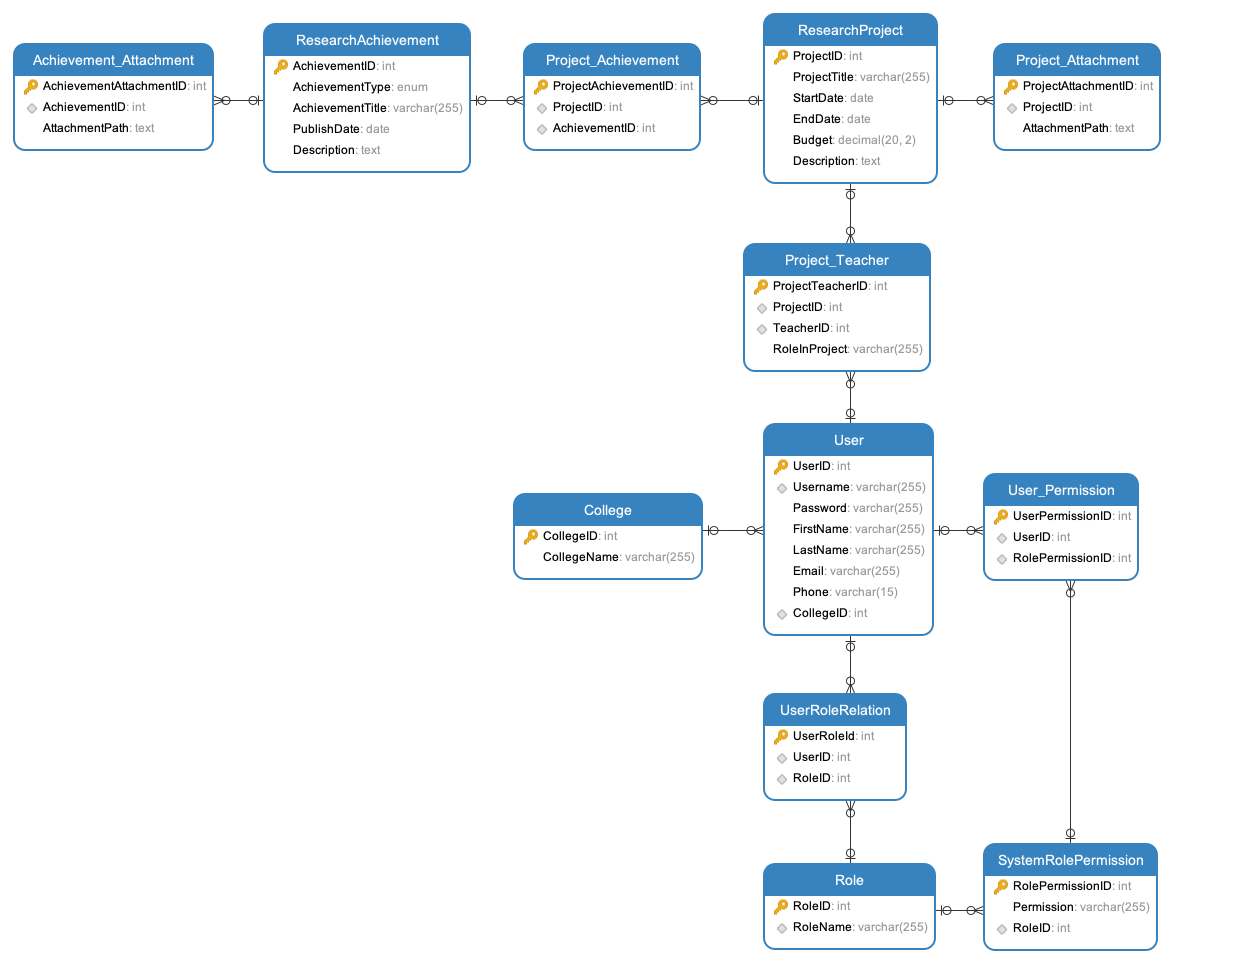 Achievement_Attachment
AchievementAttachmentID: int
AchievementID: int
AttachmentPath: text
ResearchAchievement
AchievementID: int
AchievementType: enum
AchievementTitle: varchar(255)
PublishDate: date
Description: text
Project_Achievement
ProjectAchievementID: int
ProjectID: int
AchievementID: int
ResearchProject
ProjectID: int
ProjectTitle: varchar(255)
StartDate: date
EndDate: date
Budget: decimal(20, 2)
Description: text
Project_Attachment
ProjectAttachmentID: int
ProjectID: int
AttachmentPath: text
Project_Teacher
ProjectTeacherID: int
ProjectID: int
TeacherID: int
RoleInProject: varchar(255)
College
CollegeID: int
CollegeName: varchar(255)
User
UserID: int
Username: varchar(255)
Password: varchar(255)
FirstName: varchar(255)
LastName: varchar(255)
Email: varchar(255)
Phone: varchar(15)
CollegeID: int
User_Permission
UserPermissionID: int
UserID: int
RolePermissionID: int
UserRoleRelation
UserRoleId: int
UserID: int
RoleID: int
Role
RoleID: int
RoleName: varchar(255)
SystemRolePermission
RolePermissionID: int
Permission: varchar(255)
RoleID: int